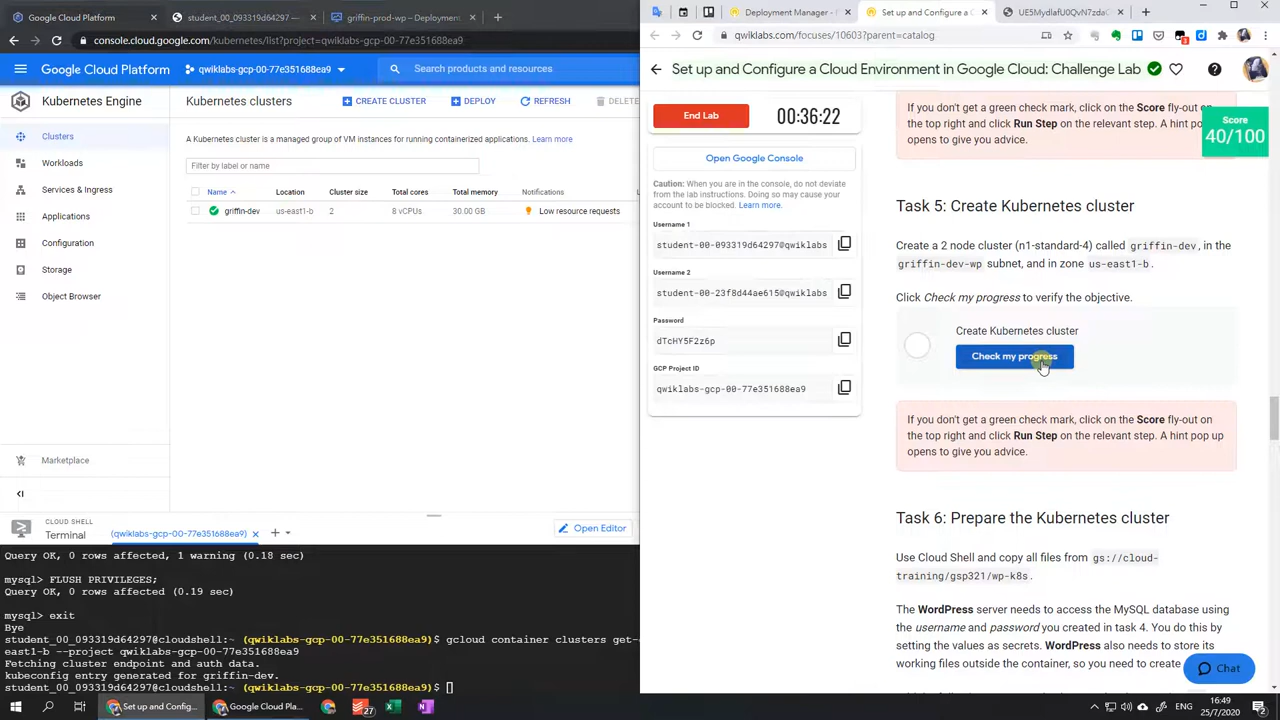 student_00_093319d64297
griffin-prod-wp – Deployment
console.cloud.google.com/kubernetes/list?project=qwiklabs-gcp-00-77e351688ea9
Google Cloud Platform
qwiklabs-gcp-00-77e351688ea9
Search products and resources
Kubernetes Engine
Kubernetes clusters
CREATE CLUSTER
DEPLOY
REFRESH
DELETE
Clusters
Workloads
Services & Ingress
Applications
Configuration
Storage
Object Browser
Marketplace
A Kubernetes cluster is a managed group of VM instances for running containerized applications. Learn more
Filter by label or name
Name Location Cluster size Total cores Total memory Notifications L
griffin-dev us-east1-b 2 8 vCPUs 30.00 GB Low resource requests
CLOUD SHELL
Terminal
(qwiklabs-gcp-00-77e351688ea9)
Open Editor
Query OK, 0 rows affected, 1 warning (0.18 sec)
mysql> FLUSH PRIVILEGES;
Query OK, 0 rows affected (0.19 sec)
mysql> exit
Bye
student_00_093319d64297@cloudshell:~ (qwiklabs-gcp-00-77e351688ea9)$ gcloud container clusters get-
east1-b --project qwiklabs-gcp-00-77e351688ea9
Fetching cluster endpoint and auth data.
kubeconfig entry generated for griffin-dev.
student_00_093319d64297@cloudshell:~ (qwiklabs-gcp-00-77e351688ea9)$
Deployment Manager -
Set up and Configure a C
UE5MydlafU0QvN7zdaC
qwiklabs.com/focuses/10603?parent=catalog
Set up and Configure a Cloud Environment in Google Cloud: Challenge Lab
End Lab
00:36:22
Open Google Console
Caution: When you are in the console, do not deviate
from the lab instructions. Doing so may cause your
account to be blocked. Learn more.
Username 1
student-00-093319d64297@qwiklabs
Username 2
student-00-23f8d44ae615@qwiklabs
Password
dTcHY5F2z6p
GCP Project ID
qwiklabs-gcp-00-77e351688ea9
If you don't get a green check mark, click on the Score fly-out on
the top right and click Run Step on the relevant step. A hint pop up
opens to give you advice.
Score
40/100
Task 5: Create Kubernetes cluster
Create a 2 node cluster (n1-standard-4) called griffin-dev, in the
griffin-dev-wp subnet, and in zone us-east1-b.
Click Check my progress to verify the objective.
Create Kubernetes cluster
Check my progress
If you don't get a green check mark, click on the Score fly-out on
the top right and click Run Step on the relevant step. A hint pop up
opens to give you advice.
Task 6: Prepare the Kubernetes cluster
Use Cloud Shell and copy all files from gs://cloud-
training/gsp321/wp-k8s.
The WordPress server needs to access the MySQL database using
the username and password you created in task 4. You do this by
setting the values as secrets. WordPress also needs to store its
working files outside the container, so you need to create
Chat
Set up and Config...
Google Cloud Pla...
27
ENG
16:49
25/7/2020
2